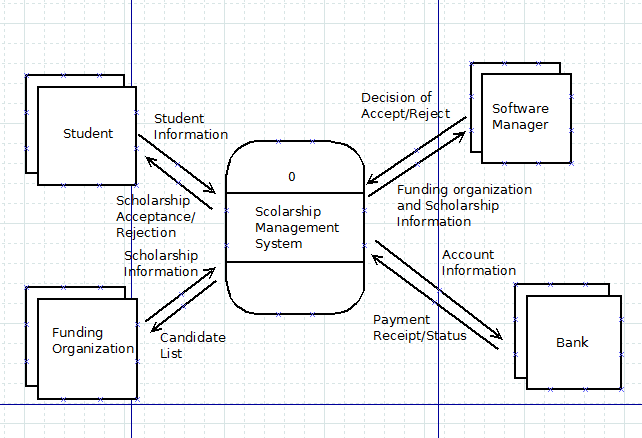 Student
Student
Information
Scholarship
Acceptance/
Rejection
Scholarship
Information
Funding
Organization
Candidate
List
0
Scolarship
Management
System
Decision of
Accept/Reject
Software
Manager
Funding organization
and Scholarship
Information
Account
Information
Payment
Receipt/Status
Bank